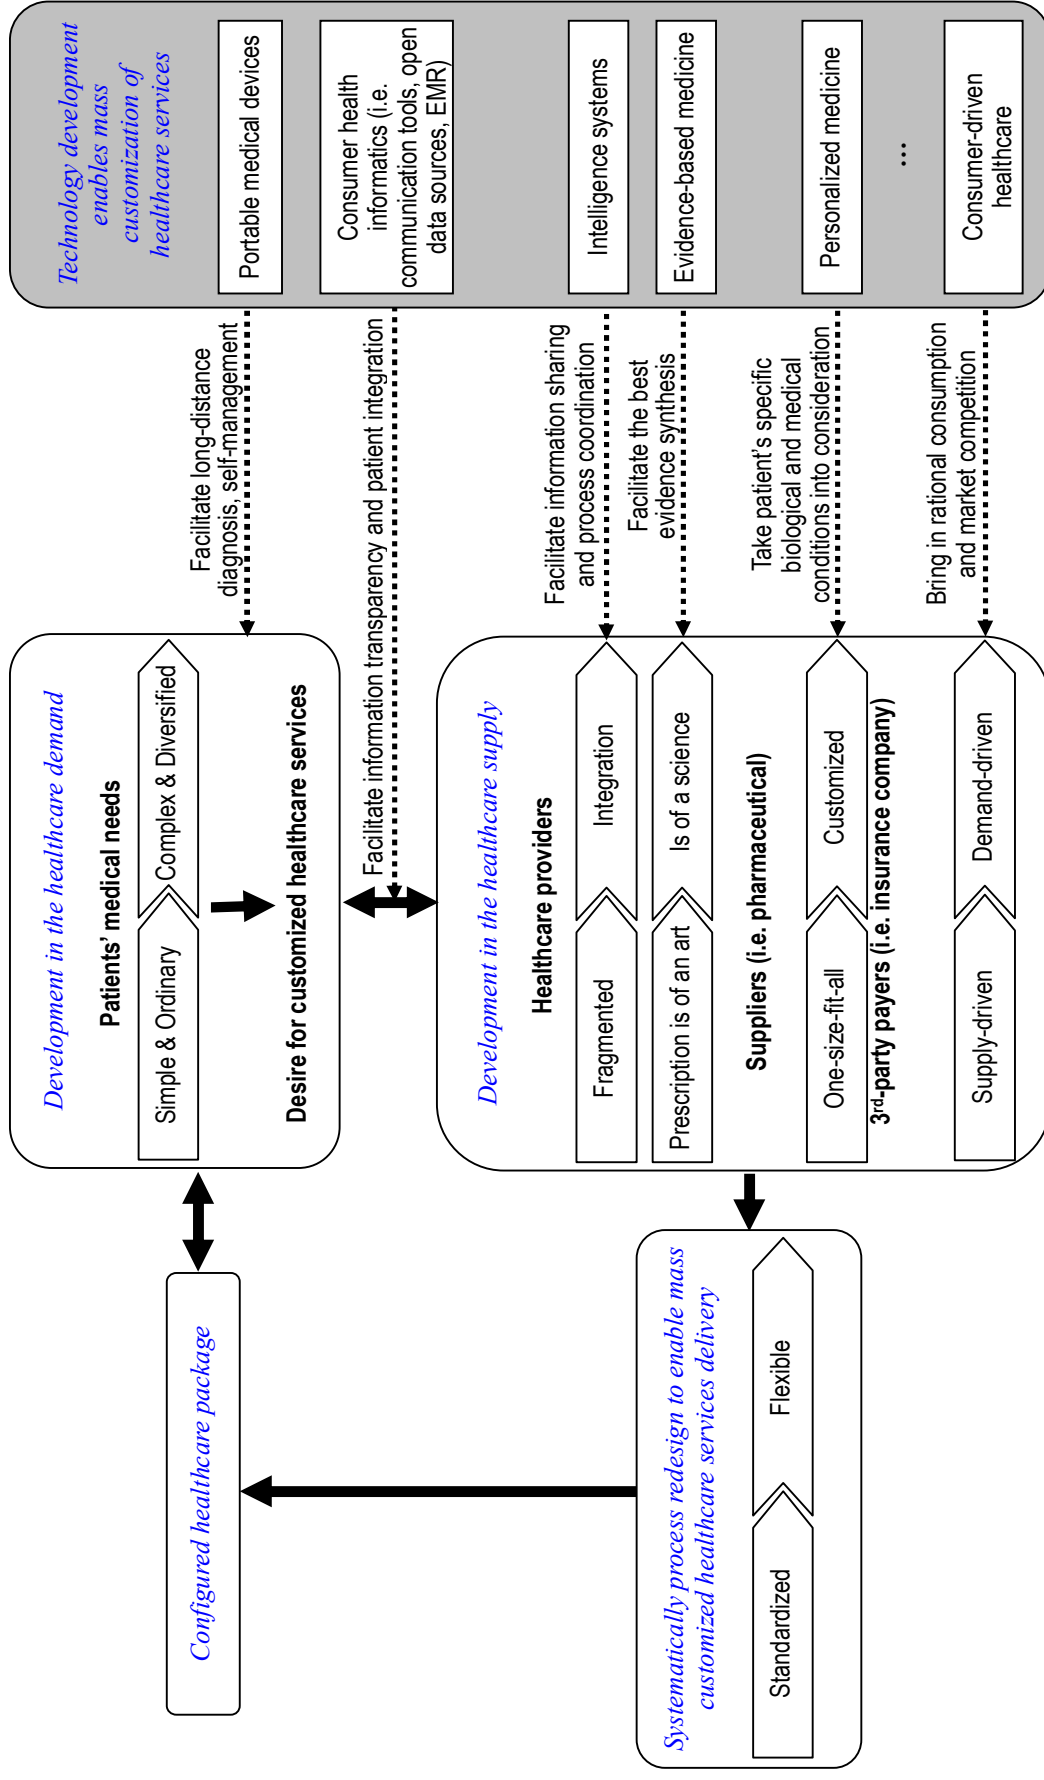 Configured healthcare package
Systematically process redesign to enable mass
customized healthcare services delivery
Standardized
Flexible
Development in the healthcare demand
Patients' medical needs
Simple & Ordinary
Complex & Diversified
Desire for customized healthcare services
Development in the healthcare supply
Healthcare providers
Fragmented
Integration
Prescription is of an art
Is of a science
Suppliers (i.e. pharmaceutical)
One-size-fit-all
Customized
3rd-party payers (i.e. insurance company)
Supply-driven
Demand-driven
Facilitate long-distance
diagnosis, self-management
Facilitate information transparency and patient integration
Facilitate information sharing
and process coordination
Facilitate the best
evidence synthesis
Take patient's specific
biological and medical
conditions into consideration
Bring in rational consumption
and market competition
Technology development
enables mass
customization of
healthcare services
Portable medical devices
Consumer health
informatics (i.e.
communication tools, open
data sources, EMR)
Intelligence systems
Evidence-based medicine
Personalized medicine
...
Consumer-driven
healthcare